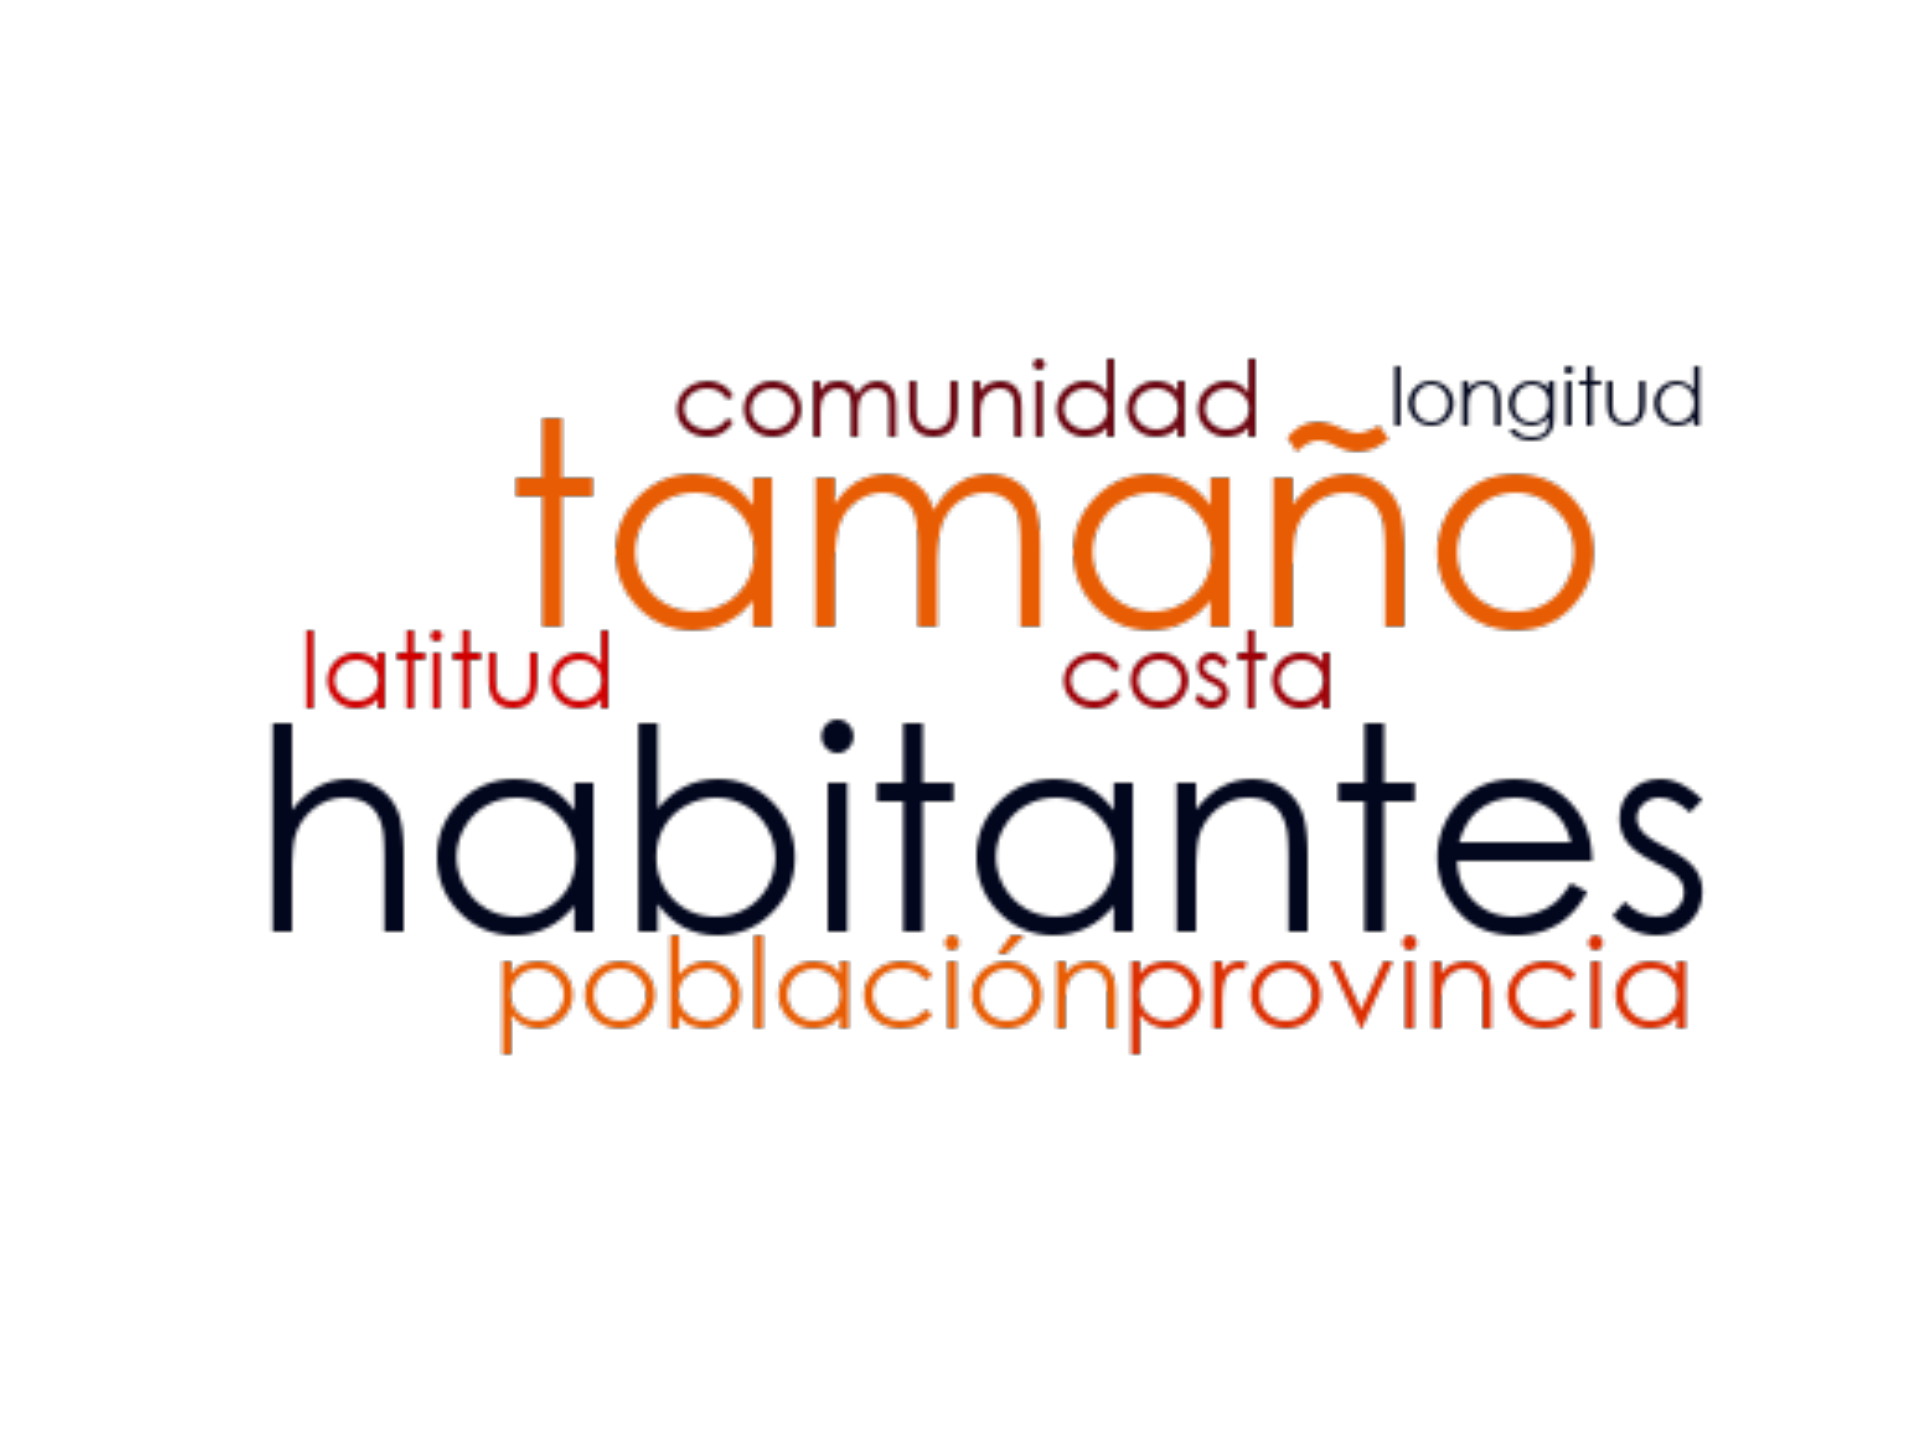 comunidad longitud
tamaño
latitud costa
habitantes
población provincia